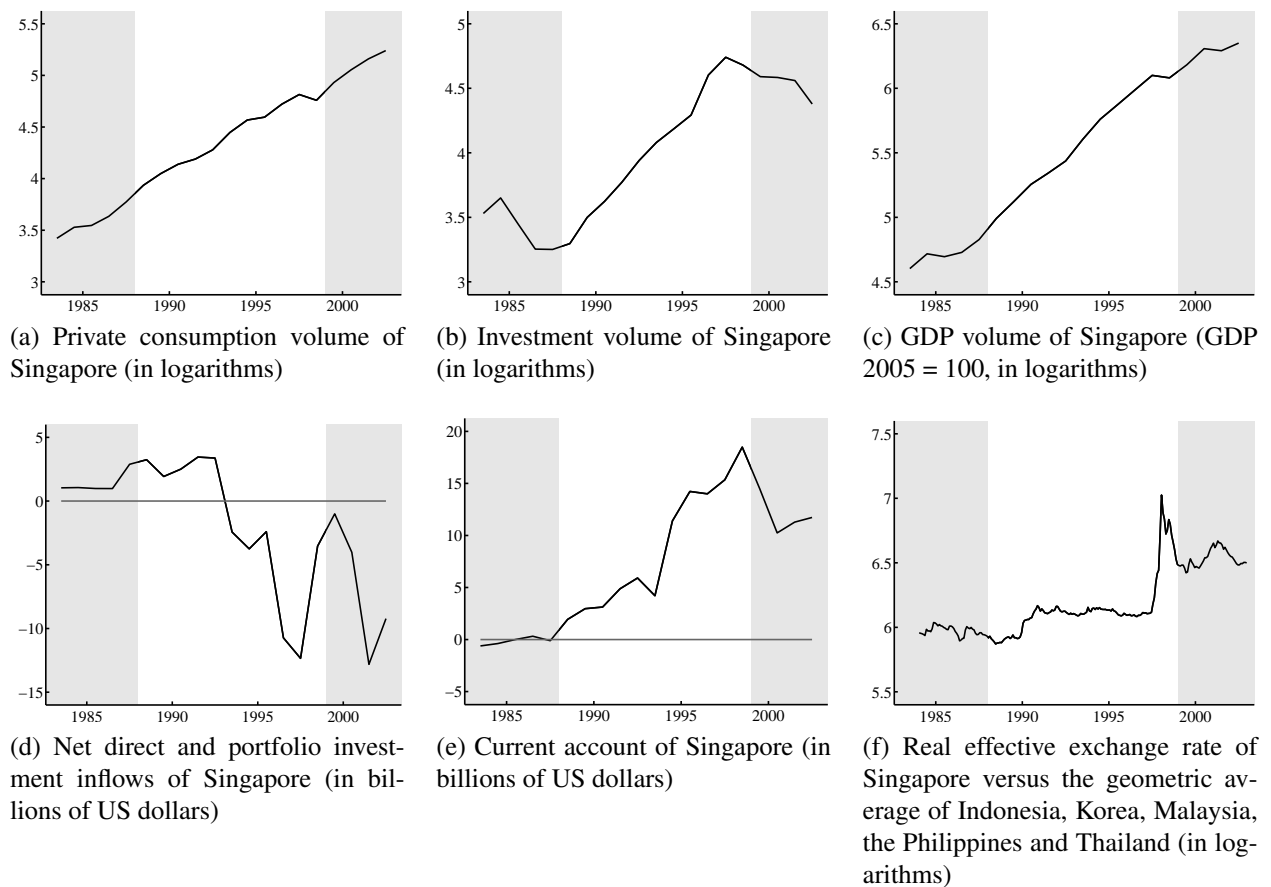 5.5
5
4.5
4
3.5
3
1985 1990 1995 2000
(a) Private consumption volume of
Singapore (in logarithms)
5
4.5
4
3.5
3
1985 1990 1995 2000
(b) Investment volume of Singapore
(in logarithms)
6.5
6
5.5
5
4.5
1985 1990 1995 2000
(c) GDP volume of Singapore (GDP
2005 = 100, in logarithms)
5
0
−5
−10
−15
1985 1990 1995 2000
(d) Net direct and portfolio invest-
ment inflows of Singapore (in bil-
lions of US dollars)
20
15
10
5
0
−5
1985 1990 1995 2000
(e) Current account of Singapore (in
billions of US dollars)
7.5
7
6.5
6
5.5
1985 1990 1995 2000
(f) Real effective exchange rate of
Singapore versus the geometric av-
erage of Indonesia, Korea, Malaysia,
the Philippines and Thailand (in log-
arithms)